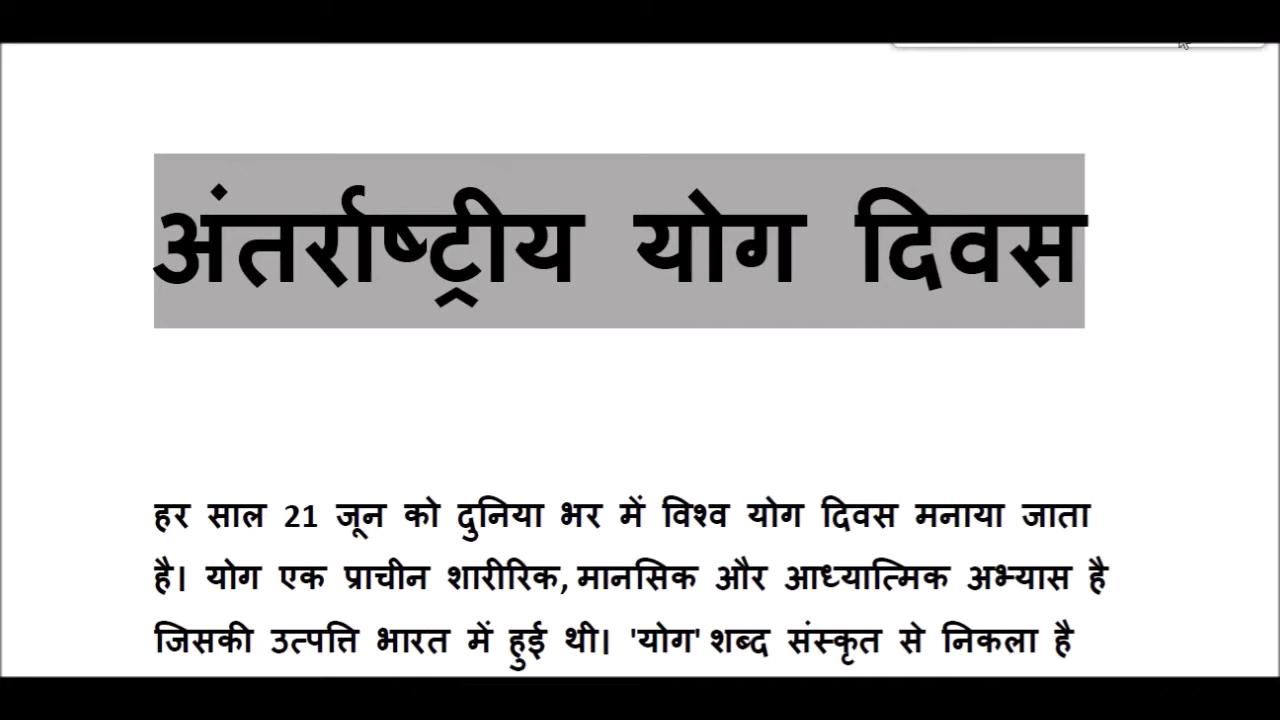 अंतर्राष्ट्रीय योग दिवस
हर साल 21 जून को दुनिया भर में विश्व योग दिवस मनाया जाता
है। योग एक प्राचीन शारीरिक, मानसिक और आध्यात्मिक अभ्यास है
जिसकी उत्पत्ति भारत में हुई थी। 'योग' शब्द संस्कृत से निकला है